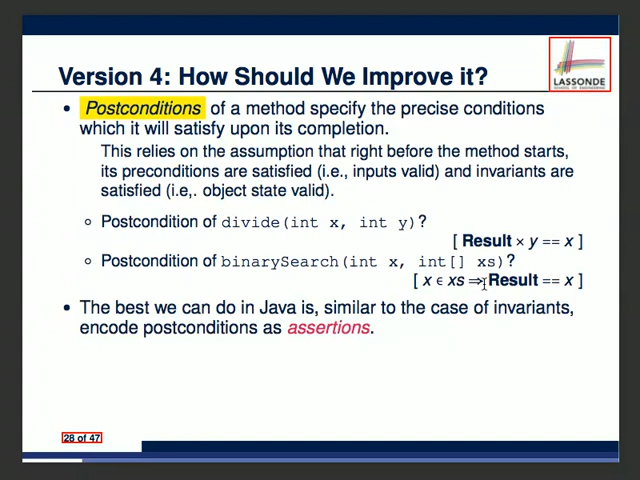 Version 4: How Should We Improve it?
LASSONDE
SCHOOL OF ENGINEERING
• Postconditions of a method specify the precise conditions
which it will satisfy upon its completion.
This relies on the assumption that right before the method starts,
its preconditions are satisfied (i.e., inputs valid) and invariants are
satisfied (i.e,. object state valid).
○ Postcondition of divide(int x, int y)?
[ Result × y == x ]
○ Postcondition of binarySearch(int x, int[] xs)?
[ x ∈ xs ⇒ Result == x ]
• The best we can do in Java is, similar to the case of invariants,
encode postconditions as assertions.
28 of 47